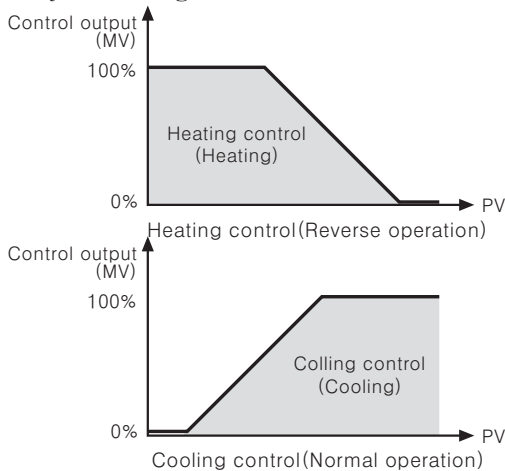 Control output
(MV)
100%
Heating control
(Heating)
0%
PV
Heating control(Reverse operation)
Control output
(MV)
100%
Colling control
(Cooling)
0%
PV
Cooling control(Normal operation)